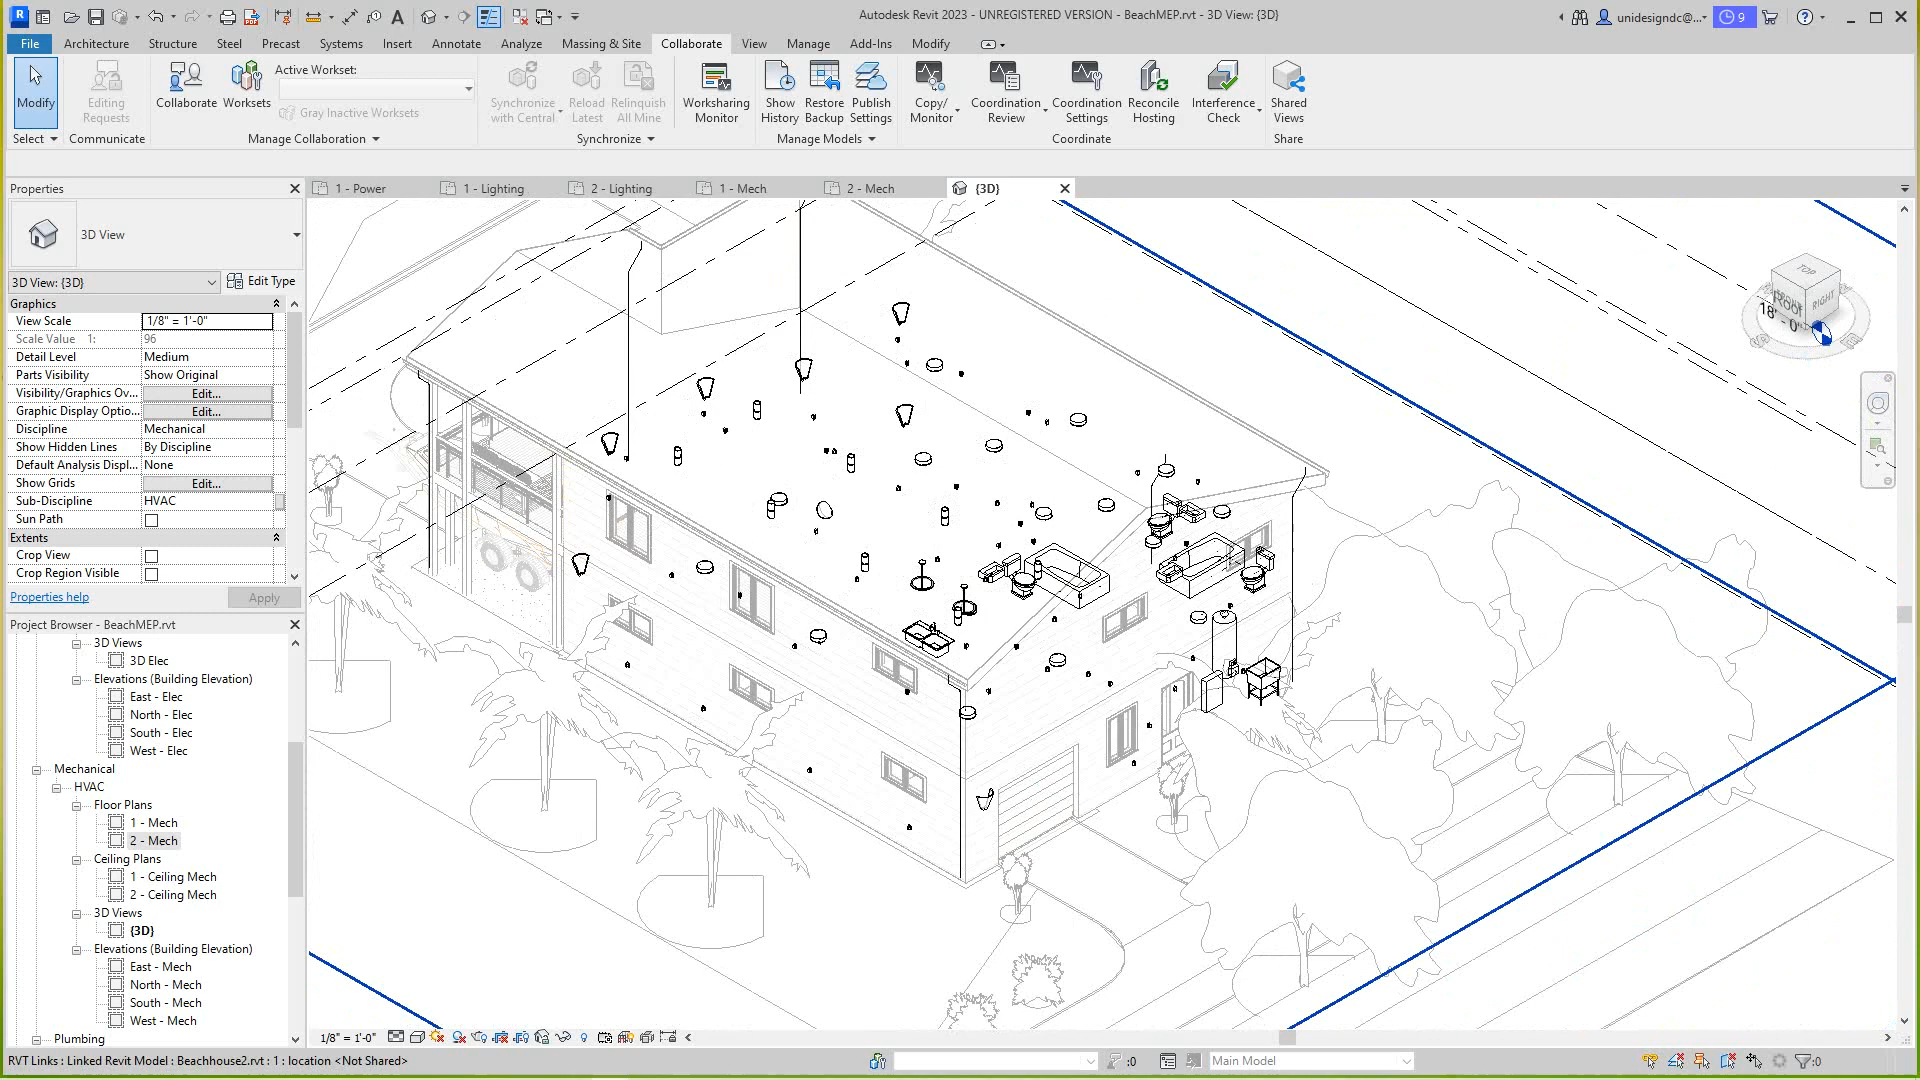 Autodesk Revit 2023 - UNREGISTERED VERSION - BeachMEP.rvt - 3D View: {3D}
unidesigndc@...
9
File Architecture Structure Steel Precast Systems Insert Annotate Analyze Massing & Site Collaborate View Manage Add-Ins Modify
Modify
Select
Editing Requests
Communicate
Collaborate
Worksets
Active Workset:
Gray Inactive Worksets
Manage Collaboration
Synchronize with Central
Reload Latest
Relinquish All Mine
Synchronize
Worksharing Monitor
Show History
Restore Backup
Publish Settings
Manage Models
Copy/ Monitor
Coordination Review
Coordination Settings
Reconcile Hosting
Interference Check
Coordinate
Shared Views
Share
Properties
1 - Power
1 - Lighting
2 - Lighting
1 - Mech
2 - Mech
{3D}
3D View
3D View: {3D}
Edit Type
Graphics
View Scale 1/8" = 1'-0"
Scale Value 1: 96
Detail Level Medium
Parts Visibility Show Original
Visibility/Graphics Ov... Edit...
Graphic Display Optio... Edit...
Discipline Mechanical
Show Hidden Lines By Discipline
Default Analysis Displ... None
Show Grids Edit...
Sub-Discipline HVAC
Sun Path
Extents
Crop View
Crop Region Visible
Properties help
Apply
Project Browser - BeachMEP.rvt
3D Views
3D Elec
Elevations (Building Elevation)
East - Elec
North - Elec
South - Elec
West - Elec
Mechanical
HVAC
Floor Plans
1 - Mech
2 - Mech
Ceiling Plans
1 - Ceiling Mech
2 - Ceiling Mech
3D Views
{3D}
Elevations (Building Elevation)
East - Mech
North - Mech
South - Mech
West - Mech
Plumbing
TOP
RIGHT
1/8" = 1'-0"
RVT Links : Linked Revit Model : Beachhouse2.rvt : 1 : location <Not Shared>
:0
Main Model
:0